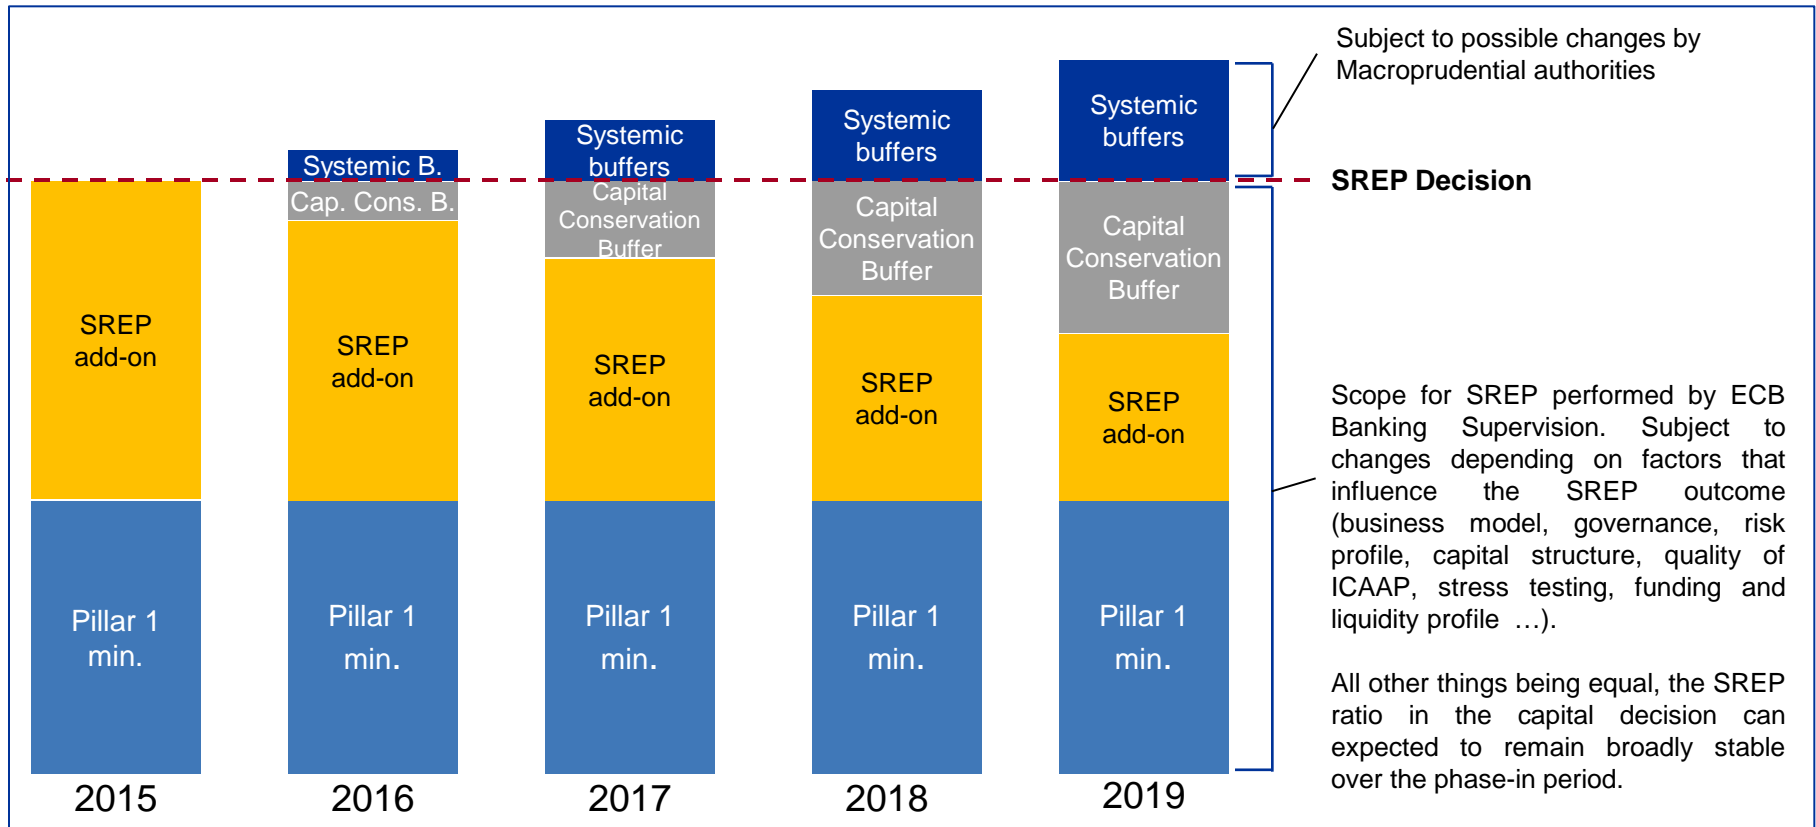 Subject to possible changes by
Macroprudential authorities
SREP Decision
Scope for SREP performed by ECB
Banking Supervision. Subject to
changes depending on factors that
influence the SREP outcome
(business model, governance, risk
profile, capital structure, quality of
ICAAP, stress testing, funding and
liquidity profile ...).
All other things being equal, the SREP
ratio in the capital decision can
expected to remain broadly stable
over the phase-in period.
SREP
add-on
Pillar 1
min.
2015
Systemic B.
Cap. Cons. B.
SREP
add-on
Pillar 1
min.
2016
Systemic
buffers
Capital
Conservation
Buffer
SREP
add-on
Pillar 1
min.
2017
Systemic
buffers
Capital
Conservation
Buffer
SREP
add-on
Pillar 1
min.
2018
Systemic
buffers
Capital
Conservation
Buffer
SREP
add-on
Pillar 1
min.
2019